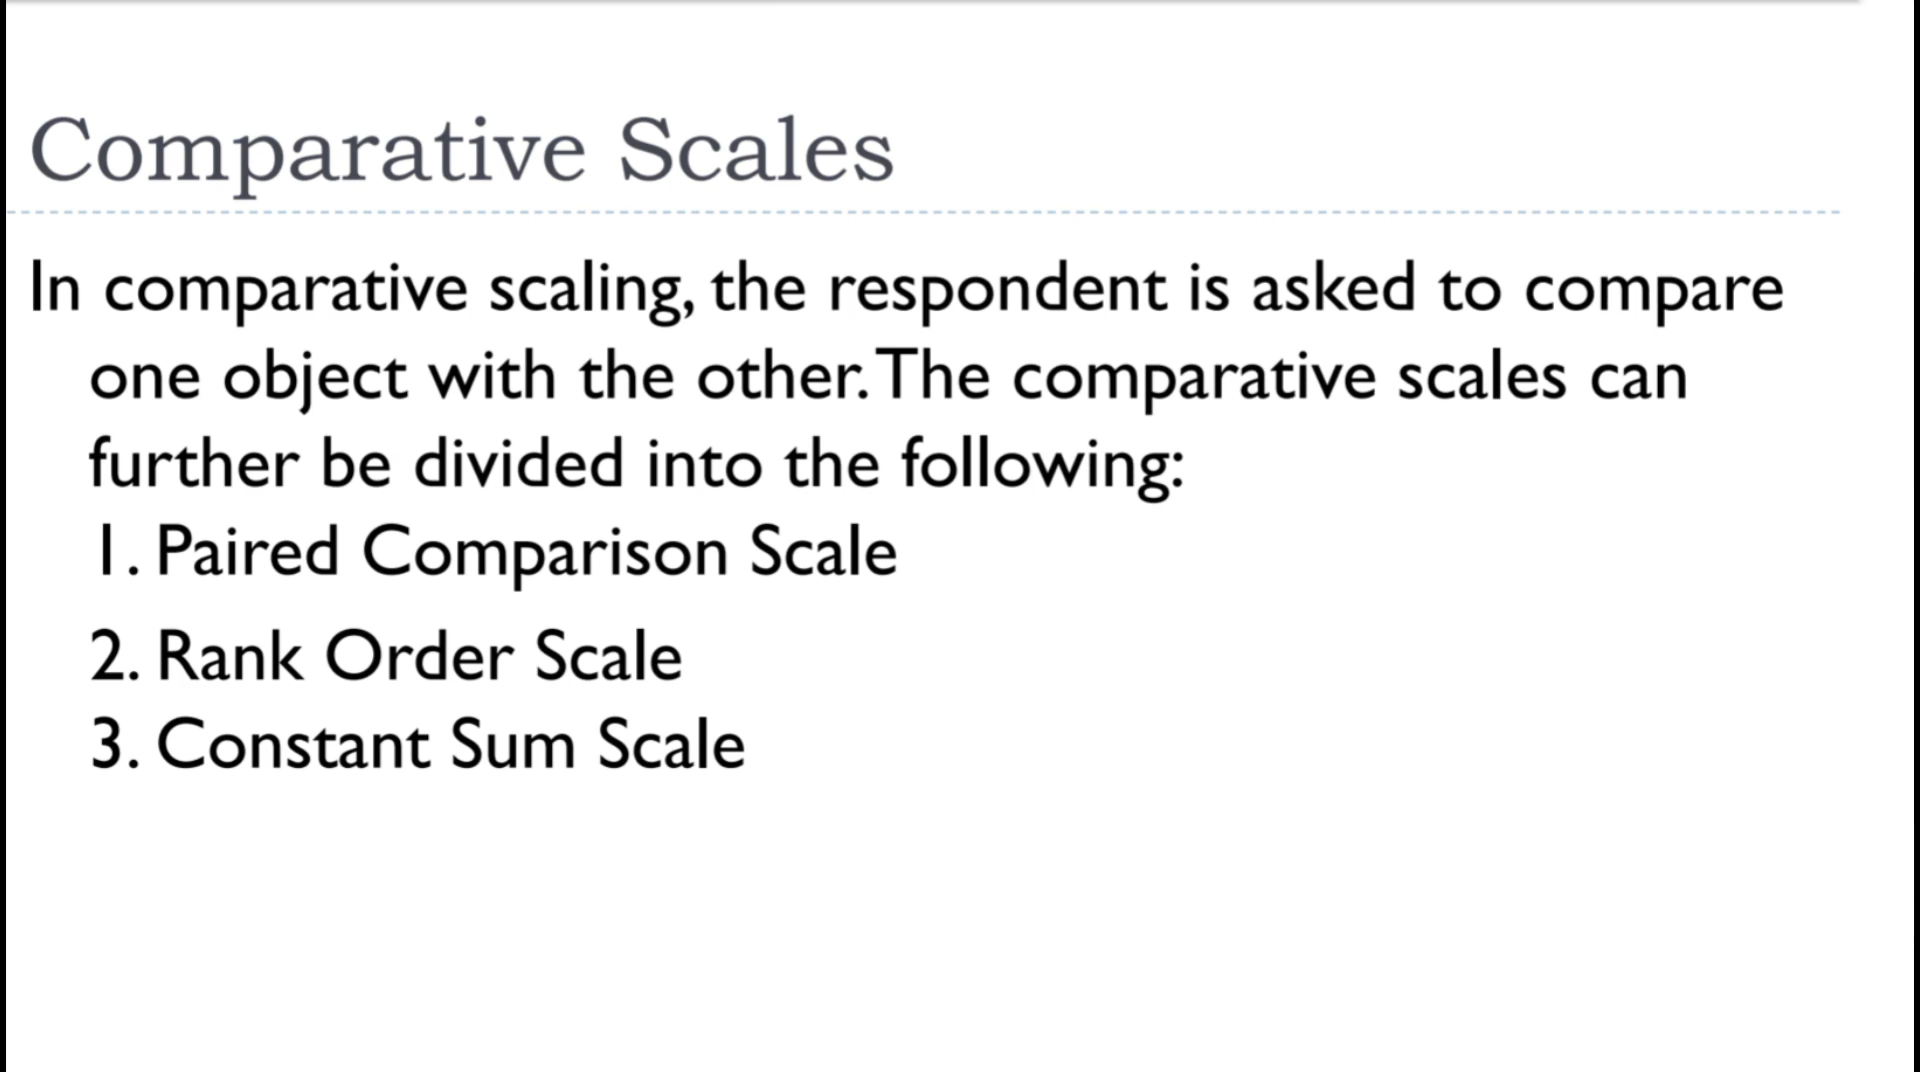 Comparative Scales
In comparative scaling, the respondent is asked to compare
one object with the other. The comparative scales can
further be divided into the following:
1. Paired Comparison Scale
2. Rank Order Scale
3. Constant Sum Scale